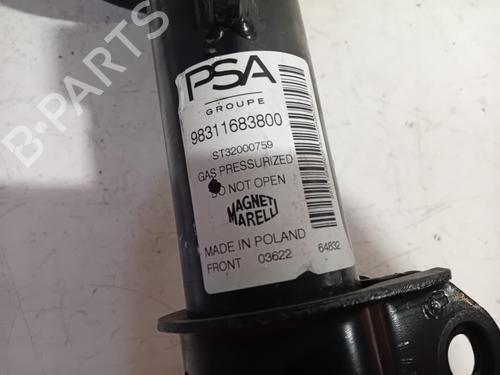 B-PARTS
PSA
GROUPE
98311683800
ST32000759
GAS PRESSURIZED
DO NOT OPEN
MAGNETI
MARELLI
MADE IN POLAND
FRONT 03622 64832